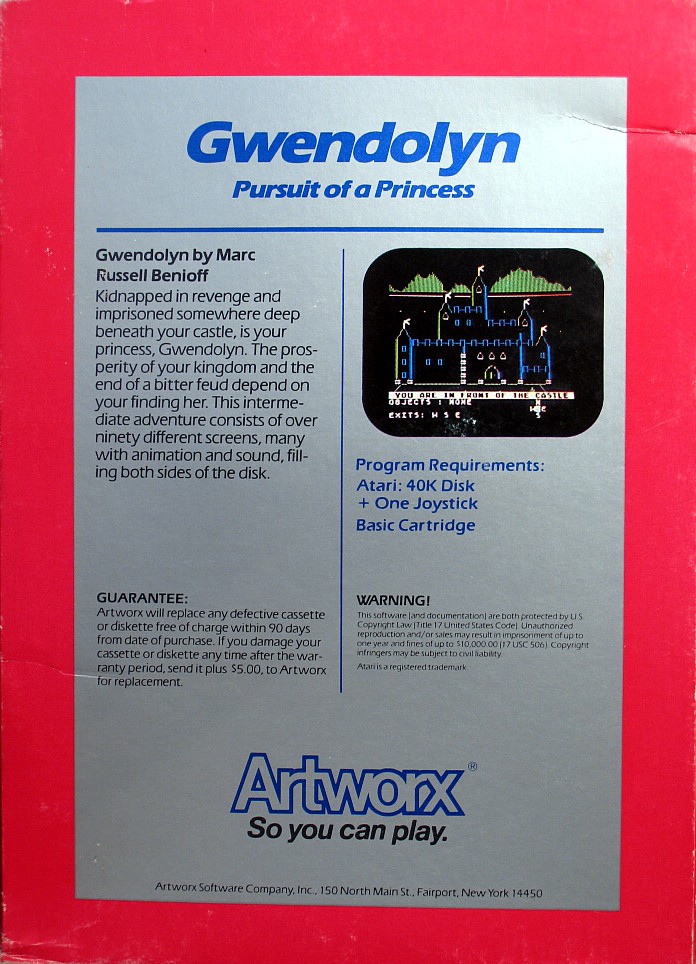 Gwendolyn
Pursuit of a Princess
Gwendolyn by Marc
Russell Benioff
Kidnapped in revenge and
imprisoned somewhere deep
beneath your castle, is your
princess, Gwendolyn. The pros-
perity of your kingdom and the
end of a bitter feud depend on
your finding her. This interme-
diate adventure consists of over
ninety different screens, many
with animation and sound, fill-
ing both sides of the disk.
YOU ARE IN FRONT OF THE CASTLE
OBJECTS : NONE
N
EXITS: W S E
W E
S
Program Requirements:
Atari: 40K Disk
+ One Joystick
Basic Cartridge
GUARANTEE:
Artworx will replace any defective cassette
or diskette free of charge within 90 days
from date of purchase. If you damage your
cassette or diskette any time after the war-
ranty period, send it plus $5.00, to Artworx
for replacement.
WARNING!
This software (and documentation) are both protected by U.S.
Copyright Law (Title 17 United States Code). Unauthorized
reproduction and/or sales may result in imprisonment of up to
one year and fines of up to $10,000.00 (17 USC 506). Copyright
infringers may be subject to civil liability.
Atari is a registered trademark
Artworx®
So you can play.
Artworx Software Company, Inc., 150 North Main St., Fairport, New York 14450